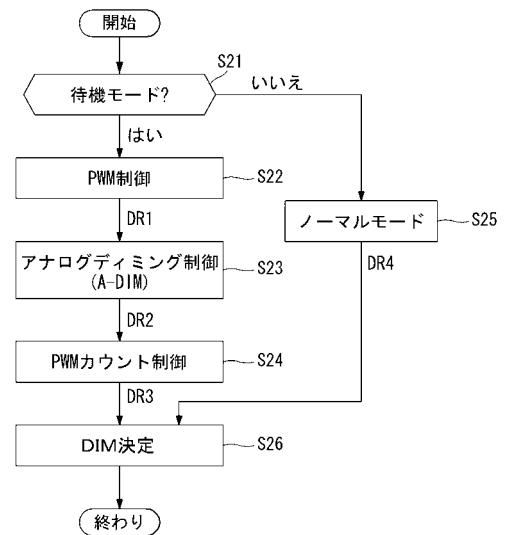 開始
S21
待機モード?
いいえ
はい
PWM制御
S22
DR1
ノーマルモード
S25
アナログディミング制御
(A-DIM)
S23
DR4
DR2
PWMカウント制御
S24
DR3
DIM決定
S26
終わり